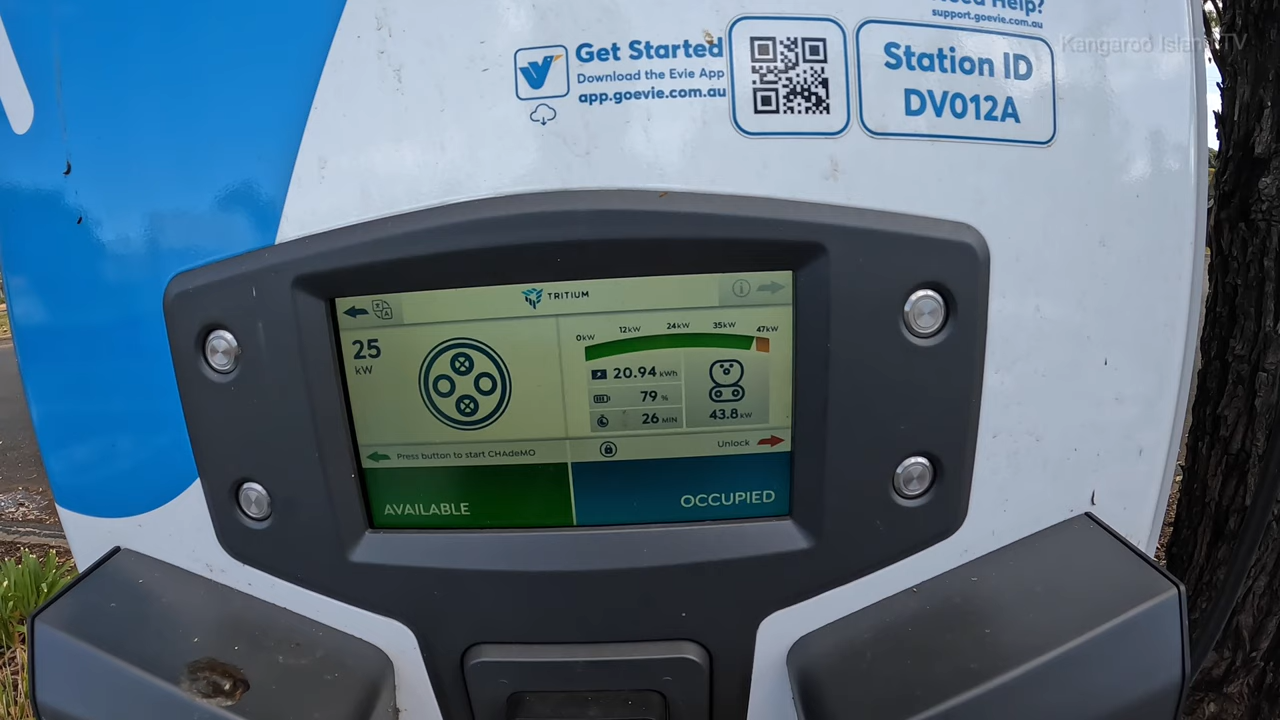 Need Help?
support.goevie.com.au
Get Started
Download the Evie App
app.goevie.com.au
Station ID
DV012A
Kangaroo Island TV
TRITIUM
25
kW
0kW 12kW 24kW 35kW 47kW
20.94 kWh
79 %
26 MIN
43.8 kW
Press button to start CHAdeMO
Unlock
AVAILABLE
OCCUPIED